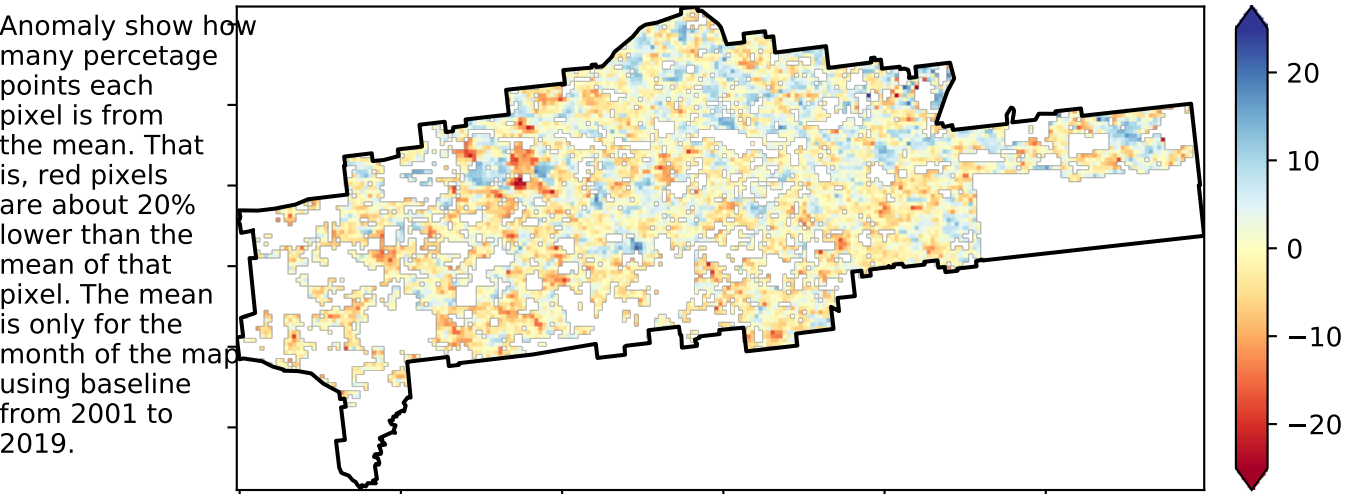 Anomaly show how
many percetage
points each
pixel is from
the mean. That
is, red pixels
are about 20%
lower than the
mean of that
pixel. The mean
is only for the
month of the map
using baseline
from 2001 to
2019.
20
10
0
−10
−20